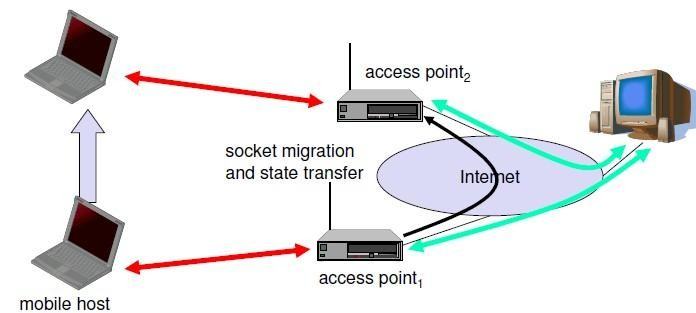 access point₂
socket migration
and state transfer
Internet
access point₁
mobile host